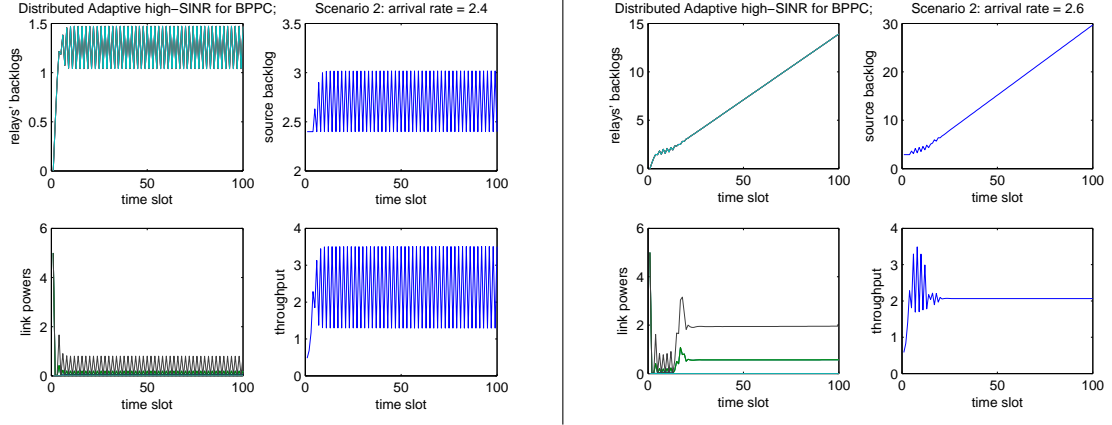 Distributed Adaptive high−SINR for BPPC;
Scenario 2: arrival rate = 2.4
1.5
1
0.5
0
relays' backlogs
0 50 100
time slot
3.5
3
2.5
2
source backlog
0 50 100
time slot
6
4
2
0
link powers
0 50 100
time slot
4
3
2
1
0
throughput
0 50 100
time slot
Distributed Adaptive high−SINR for BPPC;
Scenario 2: arrival rate = 2.6
15
10
5
0
relays' backlogs
0 50 100
time slot
30
20
10
0
source backlog
0 50 100
time slot
6
4
2
0
link powers
0 50 100
time slot
4
3
2
1
0
throughput
0 50 100
time slot